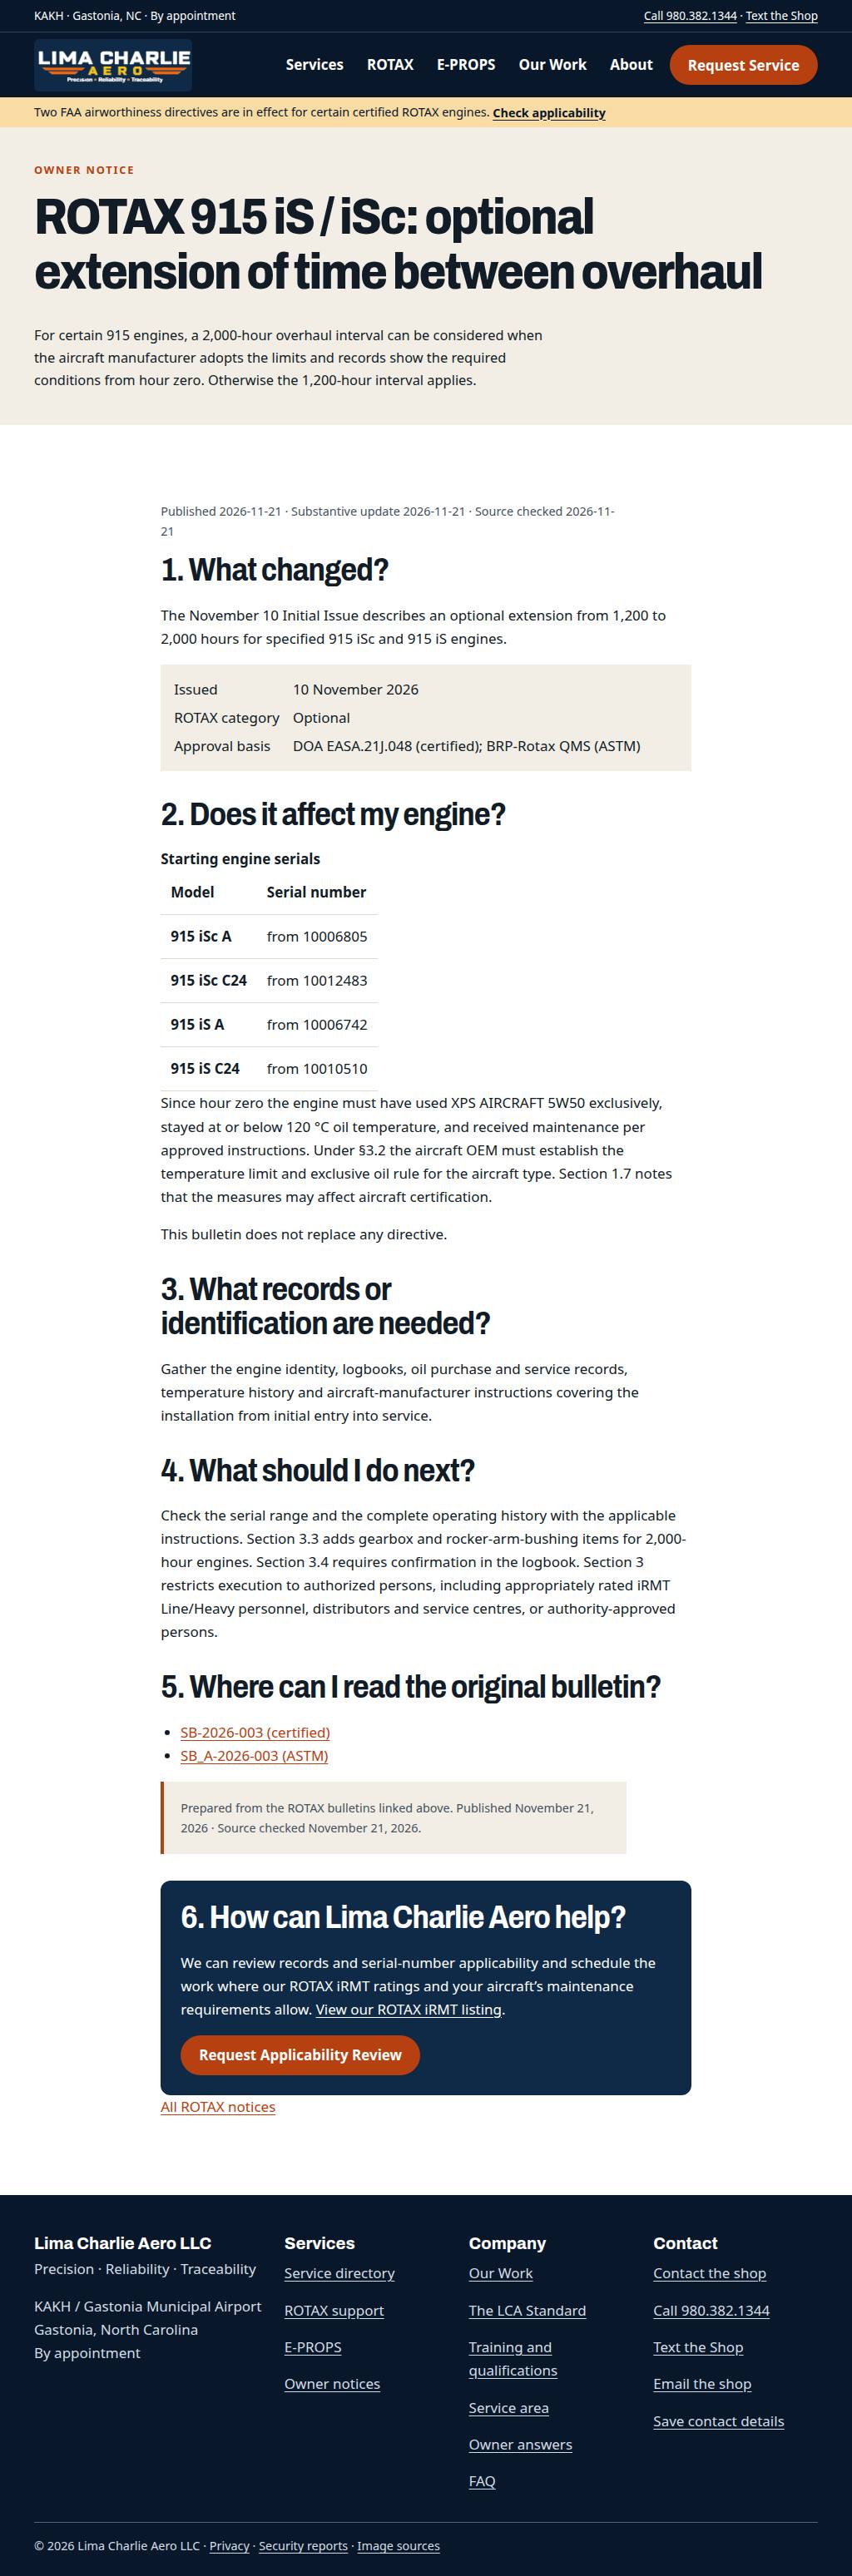 KAKH · Gastonia, NC · By appointment
Call 980.382.1344 · Text the Shop
LIMA CHARLIE
AERO
Precision • Reliability • Traceability
Services
ROTAX
E-PROPS
Our Work
About
Request Service
Two FAA airworthiness directives are in effect for certain certified ROTAX engines. Check applicability
OWNER NOTICE
ROTAX 915 iS / iSc: optional
extension of time between overhaul
For certain 915 engines, a 2,000-hour overhaul interval can be considered when
the aircraft manufacturer adopts the limits and records show the required
conditions from hour zero. Otherwise the 1,200-hour interval applies.
Published 2026-11-21 · Substantive update 2026-11-21 · Source checked 2026-11-
21
1. What changed?
The November 10 Initial Issue describes an optional extension from 1,200 to
2,000 hours for specified 915 iSc and 915 iS engines.
Issued 10 November 2026
ROTAX category Optional
Approval basis DOA EASA.21J.048 (certified); BRP-Rotax QMS (ASTM)
2. Does it affect my engine?
Starting engine serials
Model Serial number
915 iSc A from 10006805
915 iSc C24 from 10012483
915 iS A from 10006742
915 iS C24 from 10010510
Since hour zero the engine must have used XPS AIRCRAFT 5W50 exclusively,
stayed at or below 120 °C oil temperature, and received maintenance per
approved instructions. Under §3.2 the aircraft OEM must establish the
temperature limit and exclusive oil rule for the aircraft type. Section 1.7 notes
that the measures may affect aircraft certification.
This bulletin does not replace any directive.
3. What records or
identification are needed?
Gather the engine identity, logbooks, oil purchase and service records,
temperature history and aircraft-manufacturer instructions covering the
installation from initial entry into service.
4. What should I do next?
Check the serial range and the complete operating history with the applicable
instructions. Section 3.3 adds gearbox and rocker-arm-bushing items for 2,000-
hour engines. Section 3.4 requires confirmation in the logbook. Section 3
restricts execution to authorized persons, including appropriately rated iRMT
Line/Heavy personnel, distributors and service centres, or authority-approved
persons.
5. Where can I read the original bulletin?
• SB-2026-003 (certified)
• SB_A-2026-003 (ASTM)
Prepared from the ROTAX bulletins linked above. Published November 21,
2026 · Source checked November 21, 2026.
6. How can Lima Charlie Aero help?
We can review records and serial-number applicability and schedule the
work where our ROTAX iRMT ratings and your aircraft’s maintenance
requirements allow. View our ROTAX iRMT listing.
Request Applicability Review
All ROTAX notices
Lima Charlie Aero LLC
Precision · Reliability · Traceability
KAKH / Gastonia Municipal Airport
Gastonia, North Carolina
By appointment
Services
Service directory
ROTAX support
E-PROPS
Owner notices
Company
Our Work
The LCA Standard
Training and
qualifications
Service area
Owner answers
FAQ
Contact
Contact the shop
Call 980.382.1344
Text the Shop
Email the shop
Save contact details
© 2026 Lima Charlie Aero LLC · Privacy · Security reports · Image sources